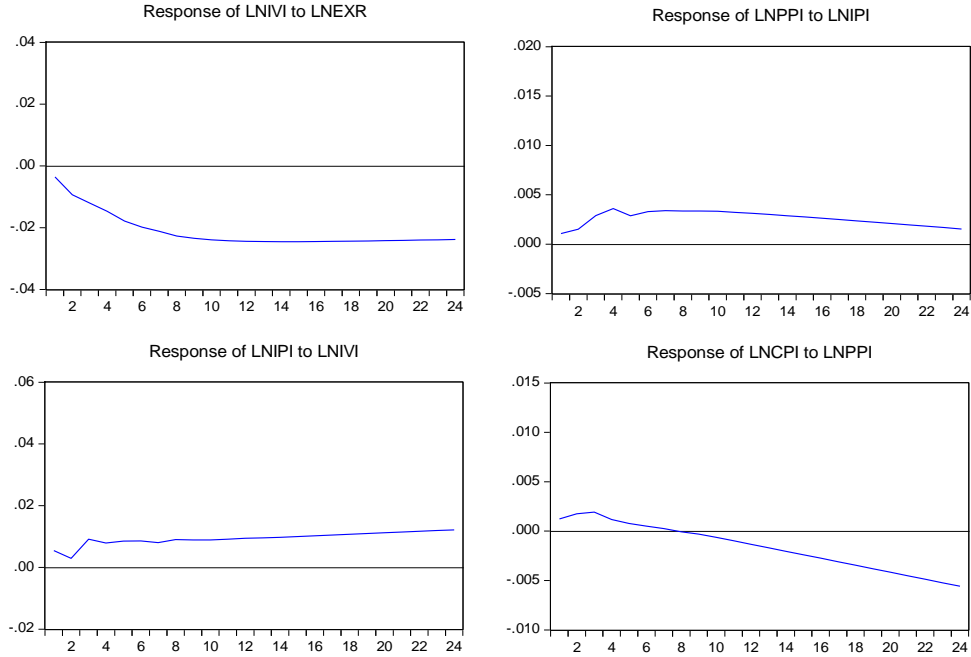 Response of LNIVI to LNEXR
.04
.02
.00
-.02
-.04
2 4 6 8 10 12 14 16 18 20 22 24
Response of LNPPI to LNIPI
.020
.015
.010
.005
.000
-.005
2 4 6 8 10 12 14 16 18 20 22 24
Response of LNIPI to LNIVI
.06
.04
.02
.00
-.02
2 4 6 8 10 12 14 16 18 20 22 24
Response of LNCPI to LNPPI
.015
.010
.005
.000
-.005
-.010
2 4 6 8 10 12 14 16 18 20 22 24